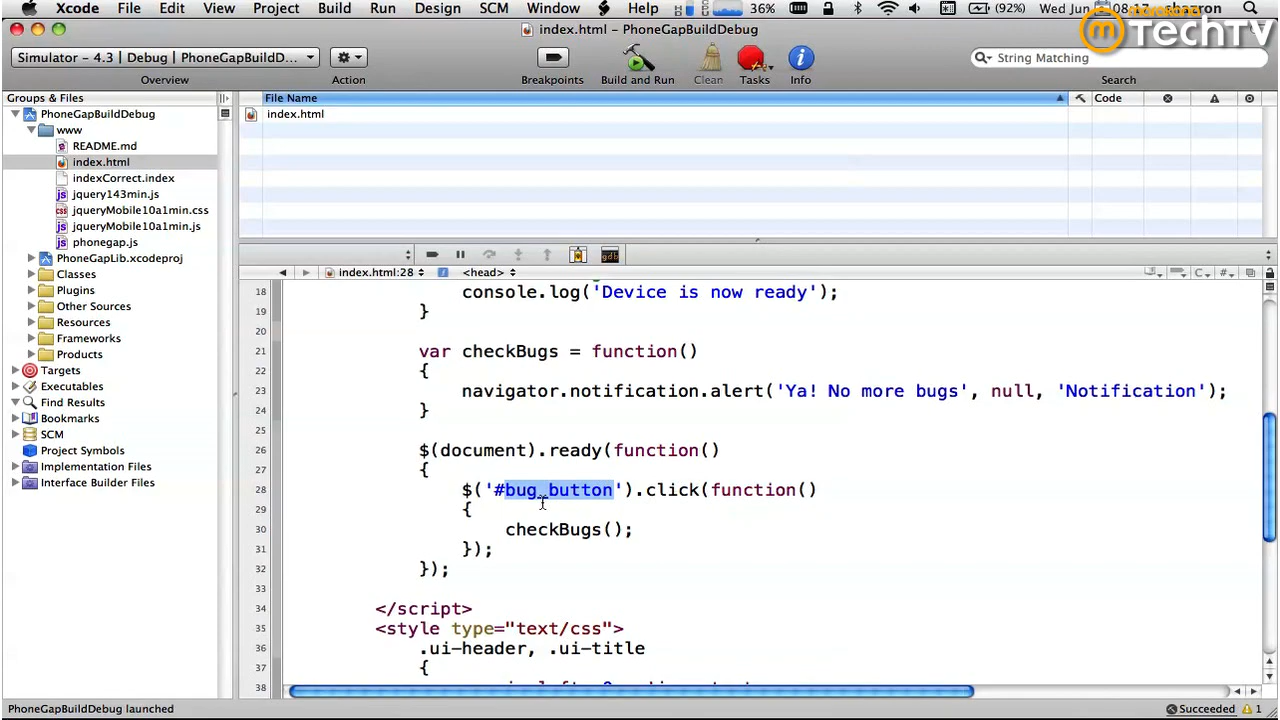 Xcode File Edit View Project Build Run Design SCM Window Help 36% (92%) Wed Jun
TechTV
index.html - PhoneGapBuildDebug
Simulator - 4.3 | Debug | PhoneGapBuildD...
String Matching
Overview Action Breakpoints Build and Run Clean Tasks Info Search
Groups & Files
File Name Code
PhoneGapBuildDebug
index.html
www
README.md
index.html
indexCorrect.index
jquery143min.js
jqueryMobile10a1min.css
jqueryMobile10a1min.js
phonegap.js
PhoneGapLib.xcodeproj
Classes
Plugins
Other Sources
Resources
Frameworks
Products
Targets
Executables
Find Results
Bookmarks
SCM
Project Symbols
Implementation Files
Interface Builder Files
gdb
index.html:28 <head> C #
18 console.log('Device is now ready');
19 }
20
21 var checkBugs = function()
22 {
23 navigator.notification.alert('Ya! No more bugs', null, 'Notification');
24 }
25
26 $(document).ready(function()
27 {
28 $('#bug_button').click(function()
29 {
30 checkBugs();
31 });
32 });
33
34 </script>
35 <style type="text/css">
36 .ui-header, .ui-title
37 {
38
PhoneGapBuildDebug launched
Succeeded 1